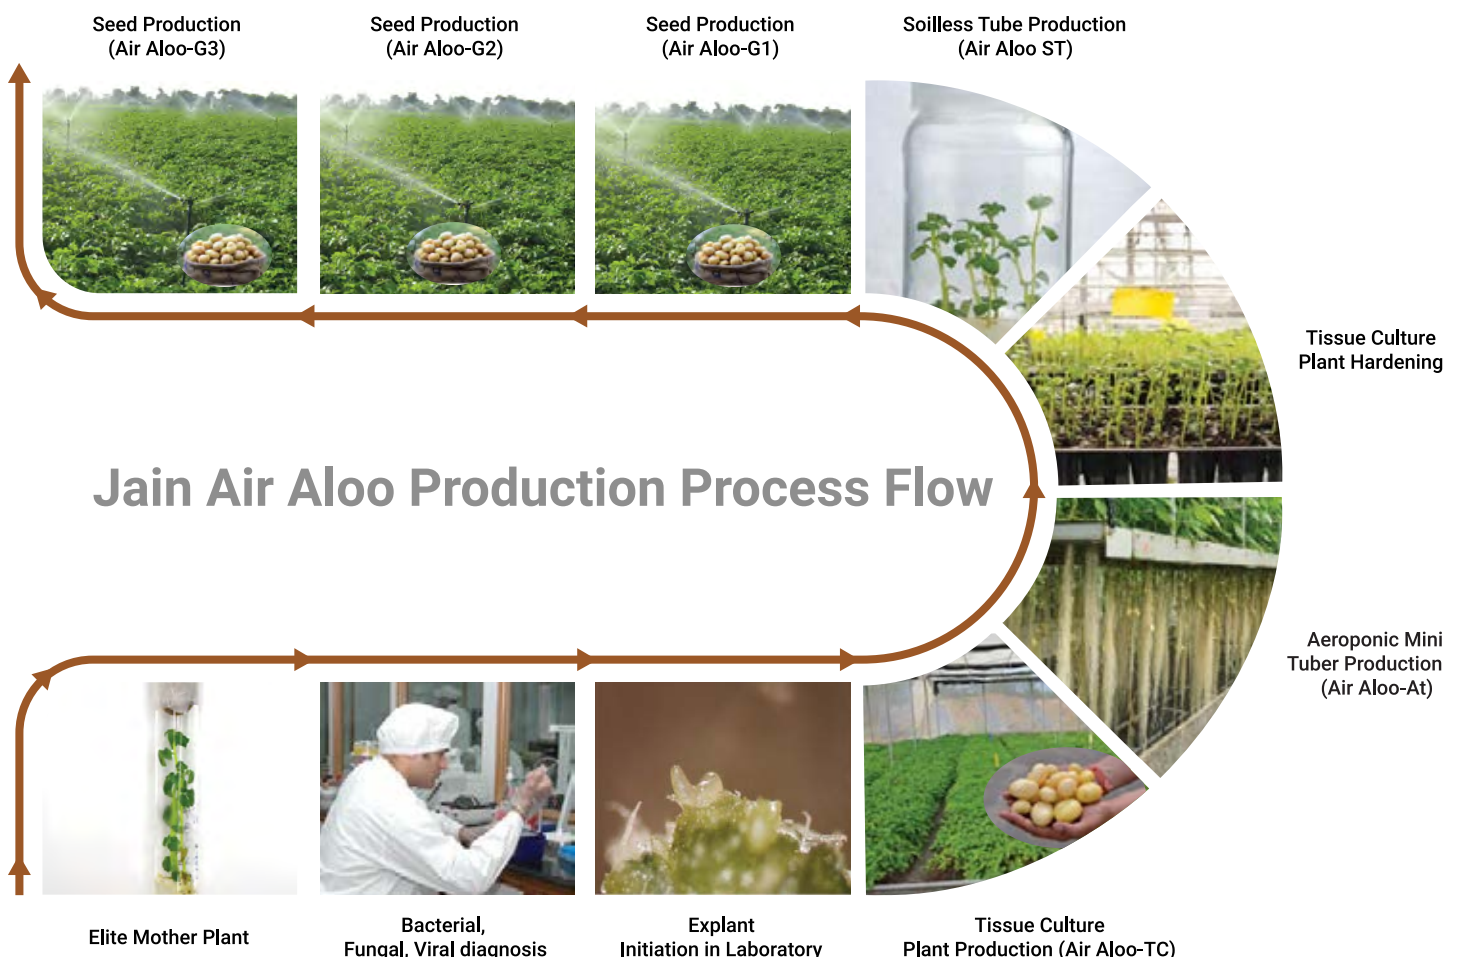 Seed Production
(Air Aloo-G3)
Seed Production
(Air Aloo-G2)
Seed Production
(Air Aloo-G1)
Soilless Tube Production
(Air Aloo ST)
Tissue Culture
Plant Hardening
Jain Air Aloo Production Process Flow
Aeroponic Mini
Tuber Production
(Air Aloo-At)
Elite Mother Plant
Bacterial,
Fungal, Viral diagnosis
Explant
Initiation in Laboratory
Tissue Culture
Plant Production (Air Aloo-TC)